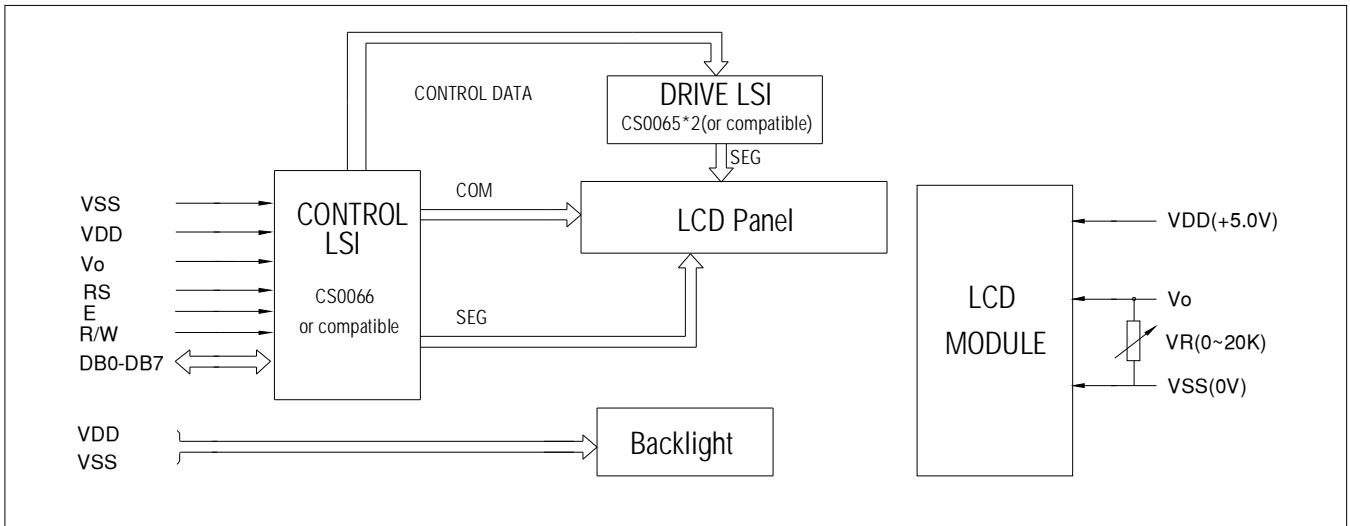 CONTROL DATA
DRIVE LSI
CS0065*2(or compatible)
SEG
VSS
VDD
Vo
RS
E
R/W
DB0-DB7
CONTROL
LSI
CS0066
or compatible
COM
SEG
LCD Panel
VDD
VSS
Backlight
LCD
MODULE
VDD(+5.0V)
Vo
VR(0~20K)
VSS(0V)